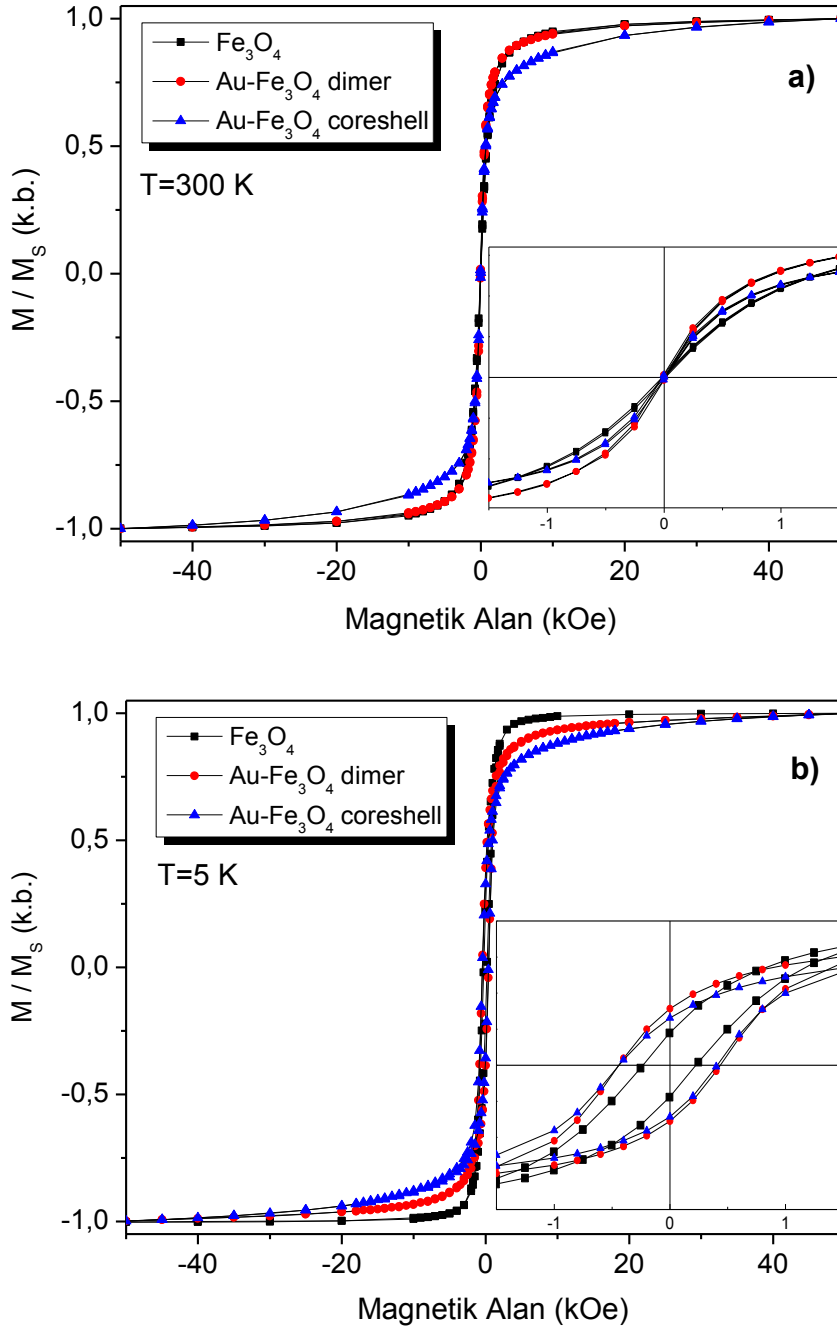 1,0
0,5
0,0
-0,5
-1,0
M / M_S (k.b.)
Fe₃O₄
Au-Fe₃O₄ dimer
Au-Fe₃O₄ coreshell
a)
T=300 K
-1 0 1
-40 -20 0 20 40
Magnetik Alan (kOe)
1,0
0,5
0,0
-0,5
-1,0
M / M_S (k.b.)
Fe₃O₄
Au-Fe₃O₄ dimer
Au-Fe₃O₄ coreshell
b)
T=5 K
-1 0 1
-40 -20 0 20 40
Magnetik Alan (kOe)